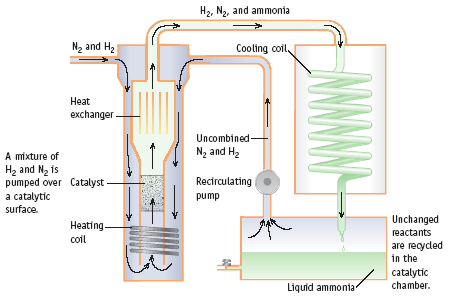 H₂, N₂, and ammonia
N₂ and H₂
Cooling coil
Heat
exchanger
Uncombined
N₂ and H₂
A mixture of
H₂ and N₂ is
pumped over
a catalytic
surface.
Catalyst
Recirculating
pump
Heating
coil
Unchanged
reactants
are recycled
in the
catalytic
chamber.
Liquid ammonia